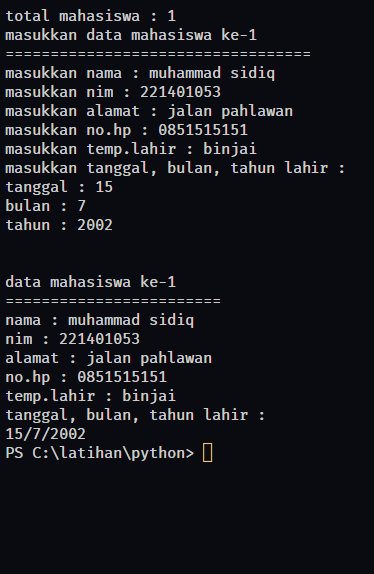 total mahasiswa : 1
masukkan data mahasiswa ke-1
==================================
masukkan nama : muhammad sidiq
masukkan nim : 221401053
masukkan alamat : jalan pahlawan
masukkan no.hp : 0851515151
masukkan temp.lahir : binjai
masukkan tanggal, bulan, tahun lahir :
tanggal : 15
bulan : 7
tahun : 2002
data mahasiswa ke-1
========================
nama : muhammad sidiq
nim : 221401053
alamat : jalan pahlawan
no.hp : 0851515151
temp.lahir : binjai
tanggal, bulan, tahun lahir :
15/7/2002
PS C:\latihan\python>